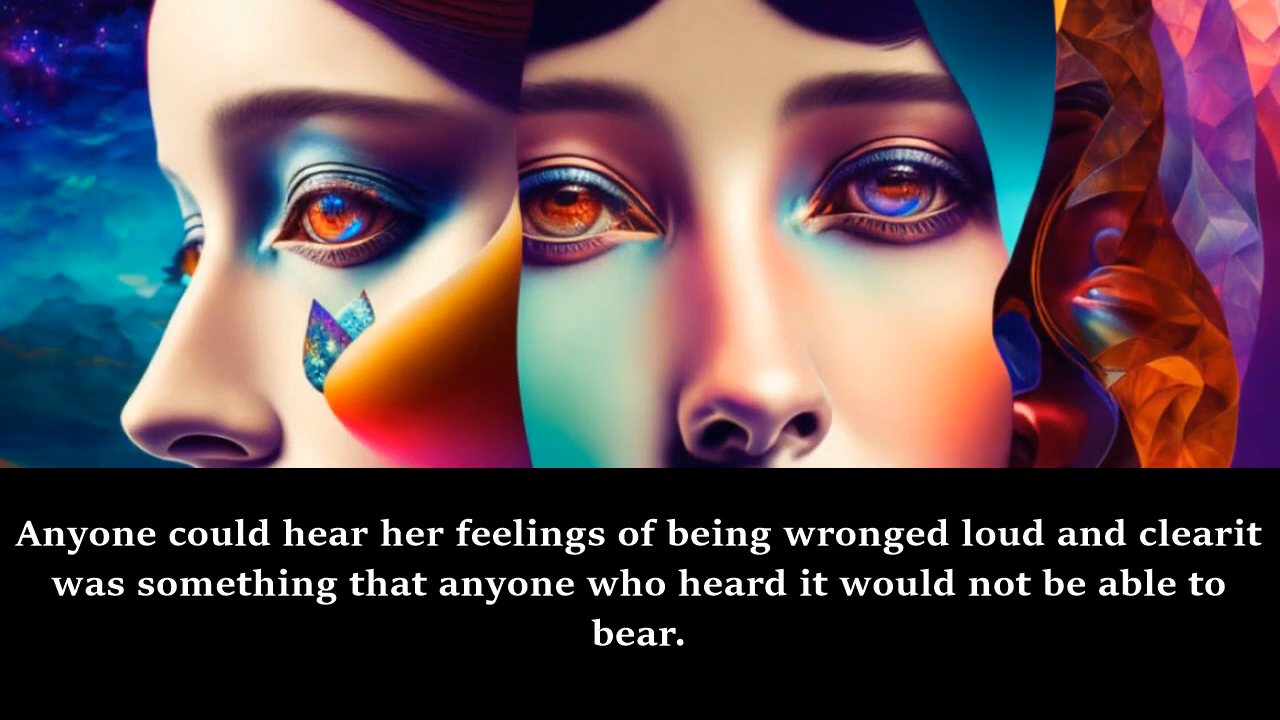 Anyone could hear her feelings of being wronged loud and clearit
was something that anyone who heard it would not be able to
bear.